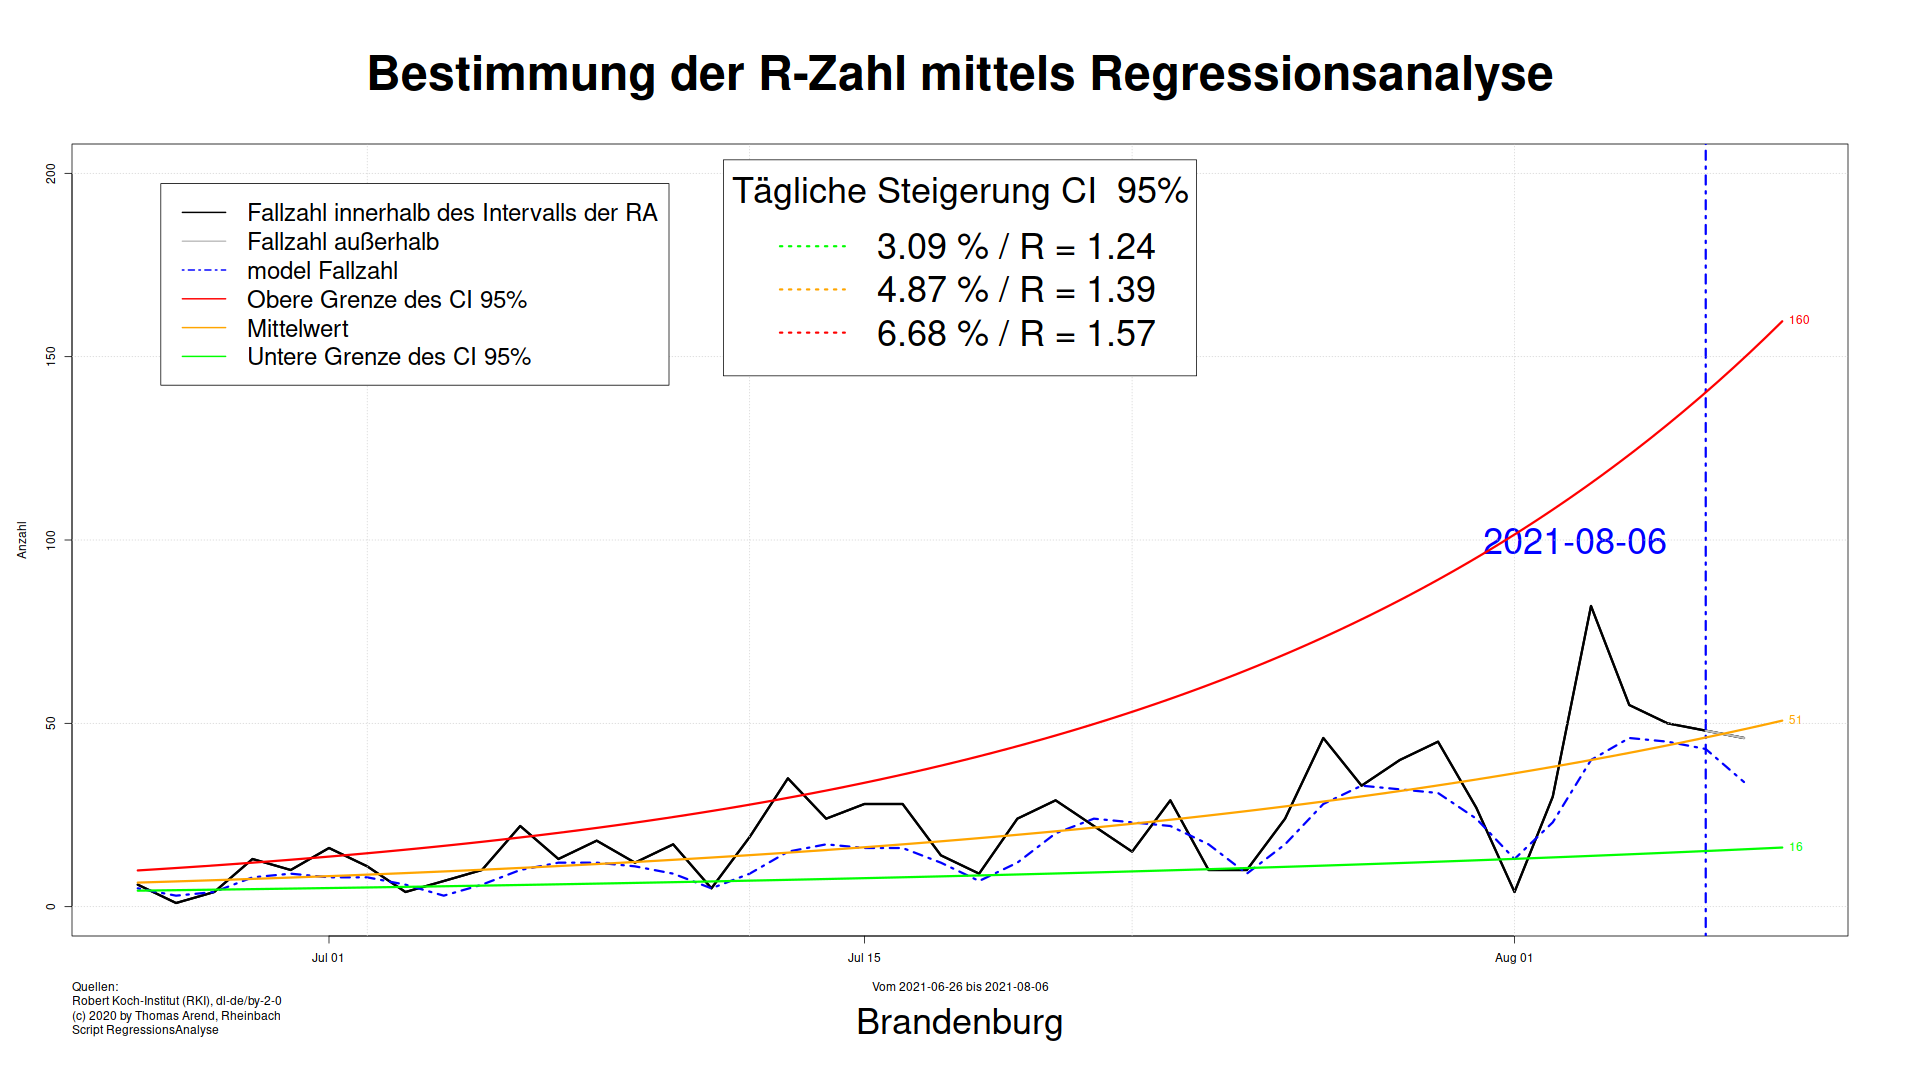 Bestimmung der R-Zahl mittels Regressionsanalyse
Fallzahl innerhalb des Intervalls der RA
Fallzahl außerhalb
model Fallzahl
Obere Grenze des CI 95%
Mittelwert
Untere Grenze des CI 95%
Tägliche Steigerung CI  95%
3.09 % / R = 1.24
4.87 % / R = 1.39
6.68 % / R = 1.57
200
150
100
50
0
Anzahl
160
2021-08-06
51
16
Jul 01
Jul 15
Aug 01
Quellen:
Robert Koch-Institut (RKI), dl-de/by-2-0
(c) 2020 by Thomas Arend, Rheinbach
Script RegressionsAnalyse
Vom 2021-06-26 bis 2021-08-06
Brandenburg